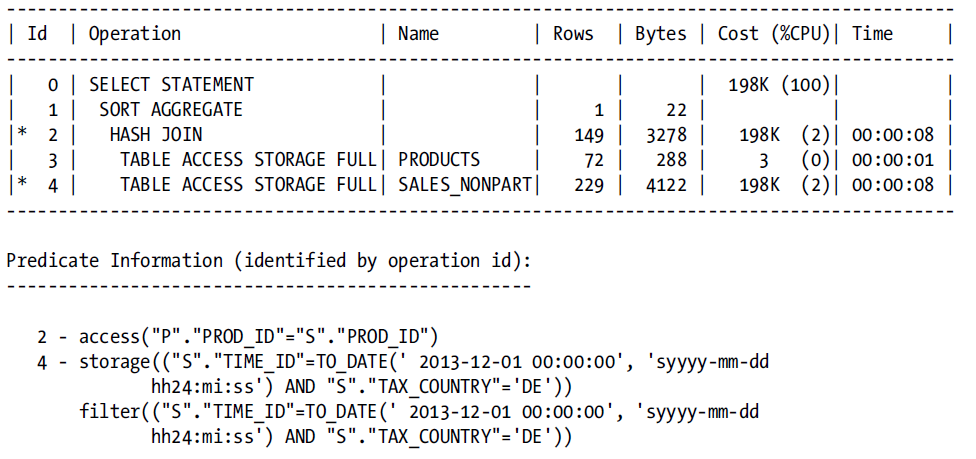 -------------------------------------------------------------------------------------------
| Id  | Operation                  | Name         | Rows  | Bytes | Cost (%CPU)| Time     |
-------------------------------------------------------------------------------------------
|   0 | SELECT STATEMENT           |              |       |       |  198K (100)|          |
|   1 |  SORT AGGREGATE            |              |     1 |    22 |            |          |
|*  2 |   HASH JOIN                |              |   149 |  3278 |   198K  (2)| 00:00:08 |
|   3 |    TABLE ACCESS STORAGE FULL| PRODUCTS     |    72 |   288 |     3   (0)| 00:00:01 |
|*  4 |    TABLE ACCESS STORAGE FULL| SALES_NONPART|   229 |  4122 |   198K  (2)| 00:00:08 |
-------------------------------------------------------------------------------------------
Predicate Information (identified by operation id):
---------------------------------------------------
2 - access("P"."PROD_ID"="S"."PROD_ID")
4 - storage(("S"."TIME_ID"=TO_DATE(' 2013-12-01 00:00:00', 'syyyy-mm-dd
hh24:mi:ss') AND "S"."TAX_COUNTRY"='DE'))
filter(("S"."TIME_ID"=TO_DATE(' 2013-12-01 00:00:00', 'syyyy-mm-dd
hh24:mi:ss') AND "S"."TAX_COUNTRY"='DE'))